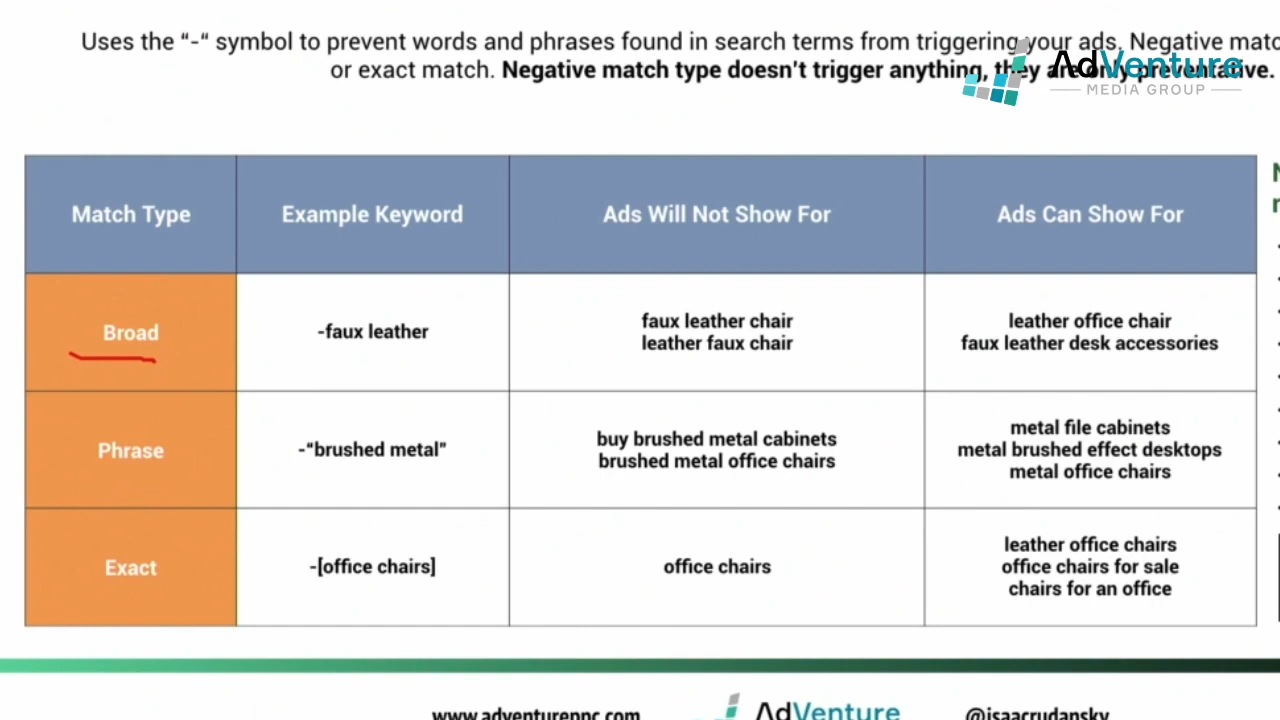 Uses the “-“ symbol to prevent words and phrases found in search terms from triggering your ads. Negative
or exact match. Negative match type doesn't trigger anything, they are only preventative.
AdVenture
MEDIA GROUP
Match Type
Example Keyword
Ads Will Not Show For
Ads Can Show For
Broad
-faux leather
faux leather chair
leather faux chair
leather office chair
faux leather desk accessories
Phrase
-“brushed metal”
buy brushed metal cabinets
brushed metal office chairs
metal file cabinets
metal brushed effect desktops
metal office chairs
Exact
-[office chairs]
office chairs
leather office chairs
office chairs for sale
chairs for an office
www.adventureppc.com
AdVenture
@isaacrudansky